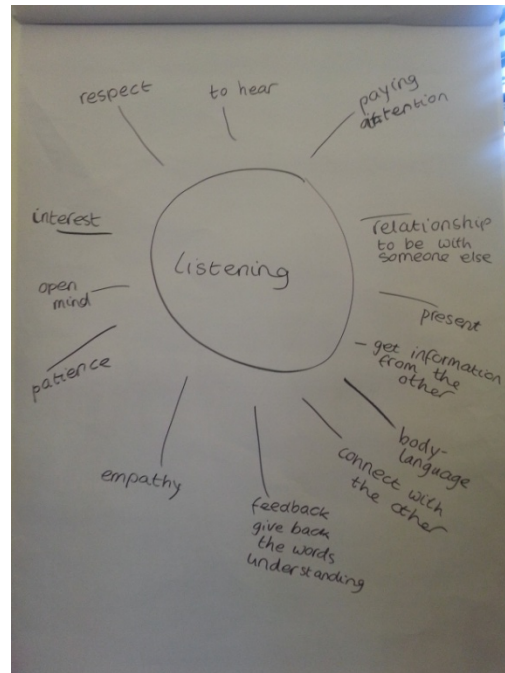 respect
to hear
paying
attention
interest
listening
relationship
to be with
someone else
open
mind
present
- get information
from the
other
patience
body-
language
connect with
the other
empathy
feedback
give back
the words
understanding